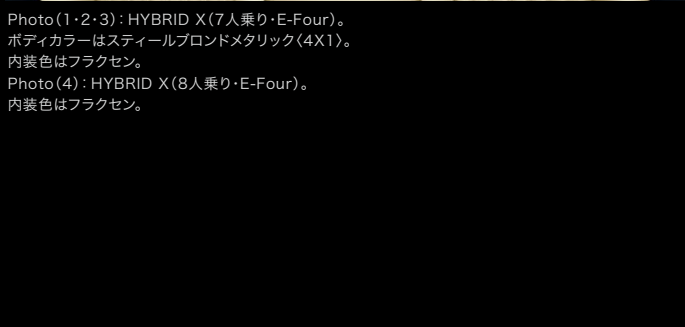 Photo(1・2・3)：HYBRID X(7人乗り・E-Four)。
ボディカラーはスティールブロンドメタリック〈4X1〉。
内装色はフラクセン。
Photo(4)：HYBRID X(8人乗り・E-Four)。
内装色はフラクセン。